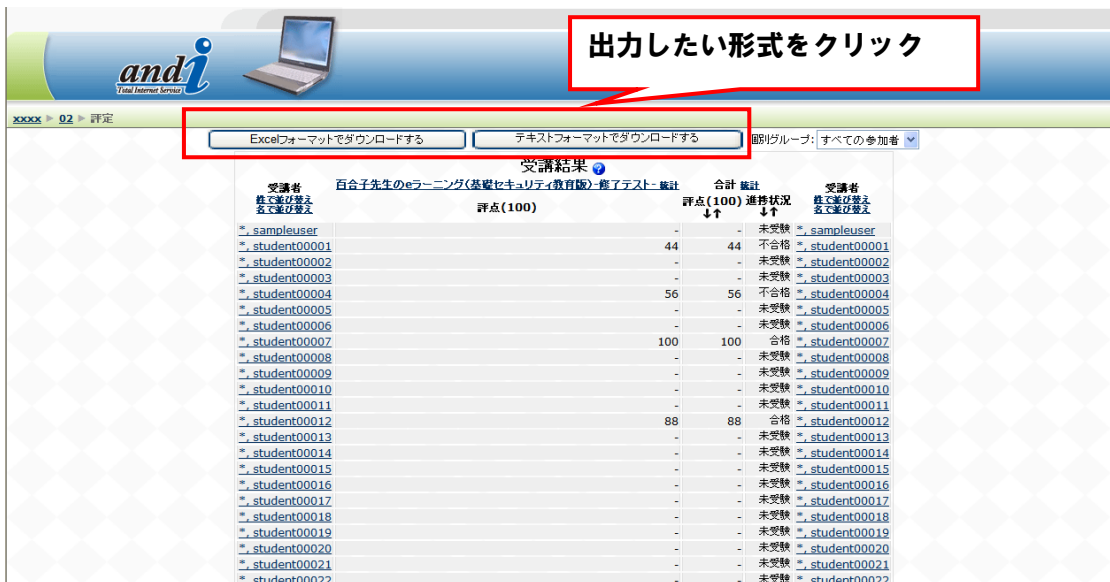 出力したい形式をクリック
andi
Total Internet Service
xxxx ► 02 ► 評定
Excelフォーマットでダウンロードする テキストフォーマットでダウンロードする 個別グループ: すべての参加者
受講結果 ?
受講者 百合子先生のeラーニング(基礎セキュリティ教育版)-修了テスト- 統計 合計 統計 受講者
姓で並び替え 評点(100) 評点(100) 進捗状況 姓で並び替え
名で並び替え ↓↑ ↓↑ 名で並び替え
*, sampleuser - - 未受験 *, sampleuser
*, student00001 44 44 不合格 *, student00001
*, student00002 - - 未受験 *, student00002
*, student00003 - - 未受験 *, student00003
*, student00004 56 56 不合格 *, student00004
*, student00005 - - 未受験 *, student00005
*, student00006 - - 未受験 *, student00006
*, student00007 100 100 合格 *, student00007
*, student00008 - - 未受験 *, student00008
*, student00009 - - 未受験 *, student00009
*, student00010 - - 未受験 *, student00010
*, student00011 - - 未受験 *, student00011
*, student00012 88 88 合格 *, student00012
*, student00013 - - 未受験 *, student00013
*, student00014 - - 未受験 *, student00014
*, student00015 - - 未受験 *, student00015
*, student00016 - - 未受験 *, student00016
*, student00017 - - 未受験 *, student00017
*, student00018 - - 未受験 *, student00018
*, student00019 - - 未受験 *, student00019
*, student00020 - - 未受験 *, student00020
*, student00021 - - 未受験 *, student00021
*, student00022 - - 未受験 *, student00022